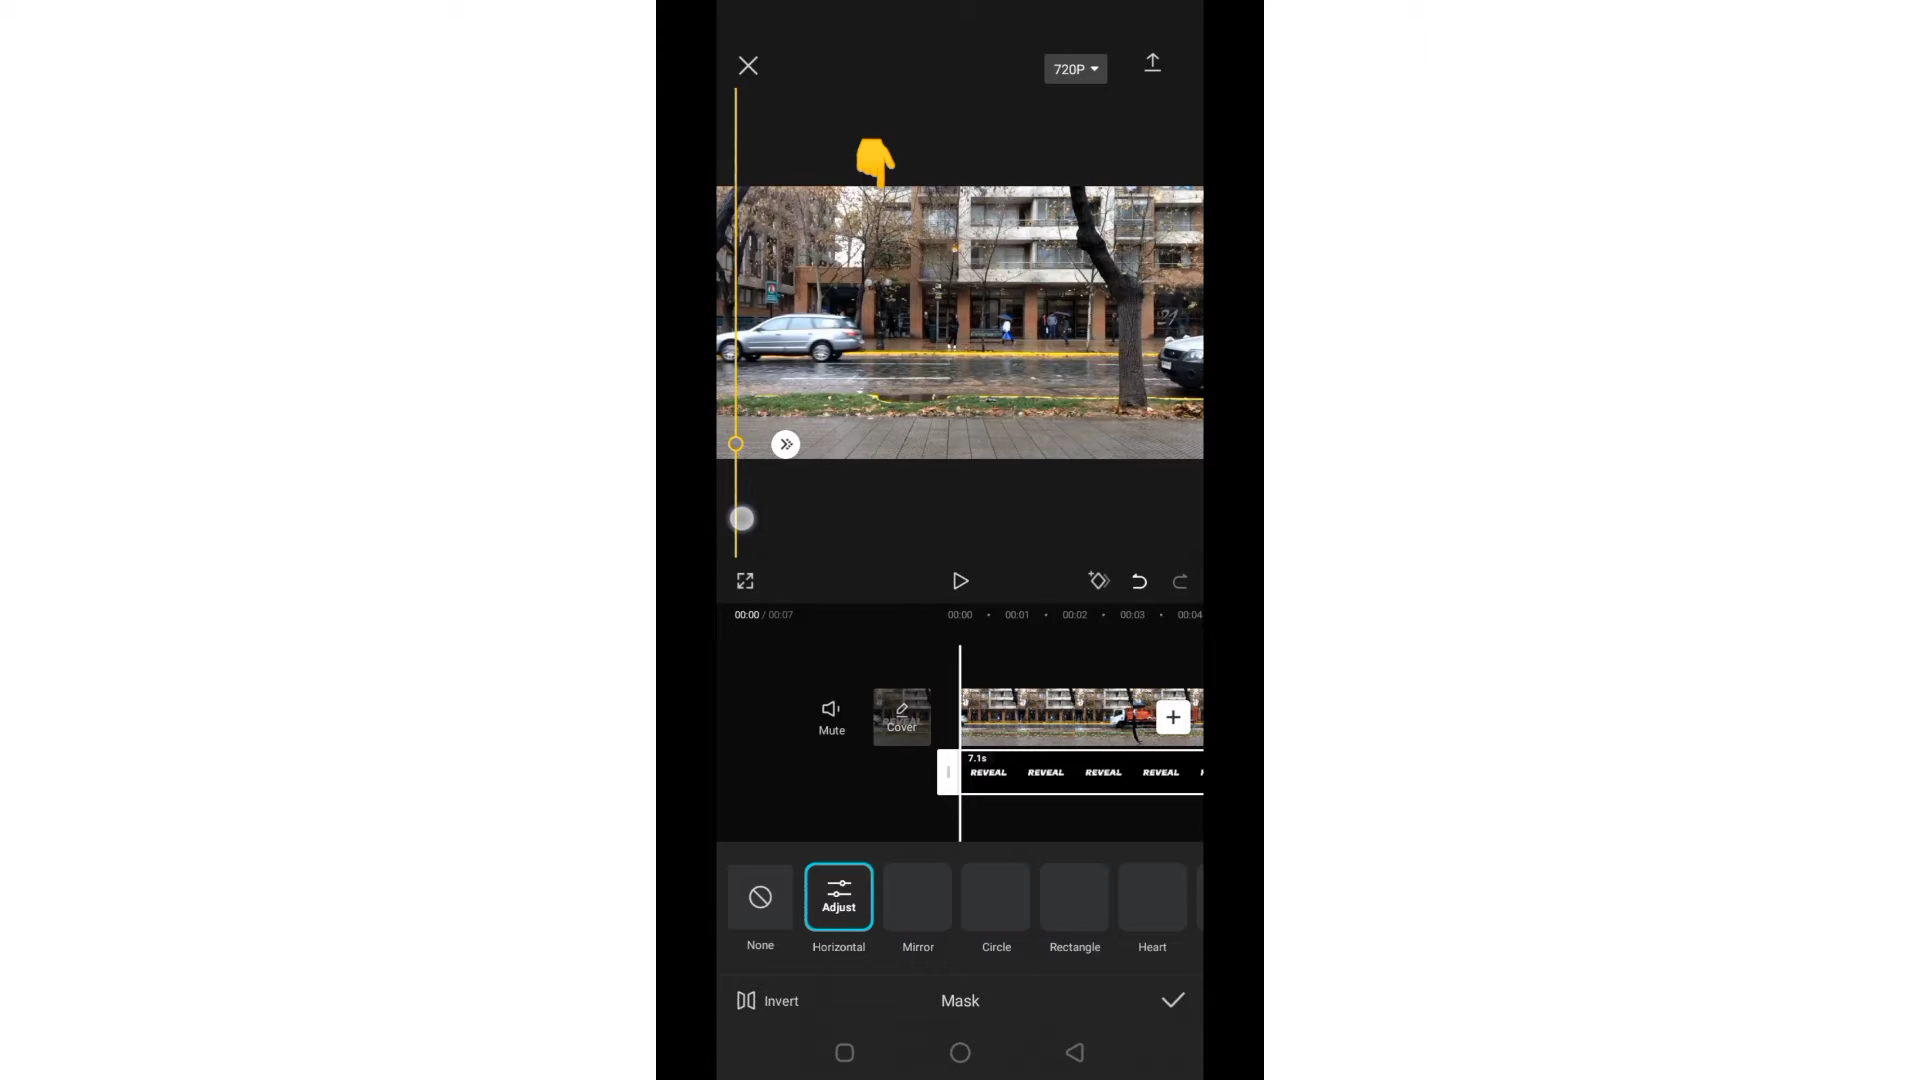 720P
00:00 / 00:07
00:00
00:01
00:02
00:03
00:04
Mute
Cover
7.1s
REVEAL REVEAL REVEAL REVEAL
Adjust
None
Horizontal
Mirror
Circle
Rectangle
Heart
Invert
Mask